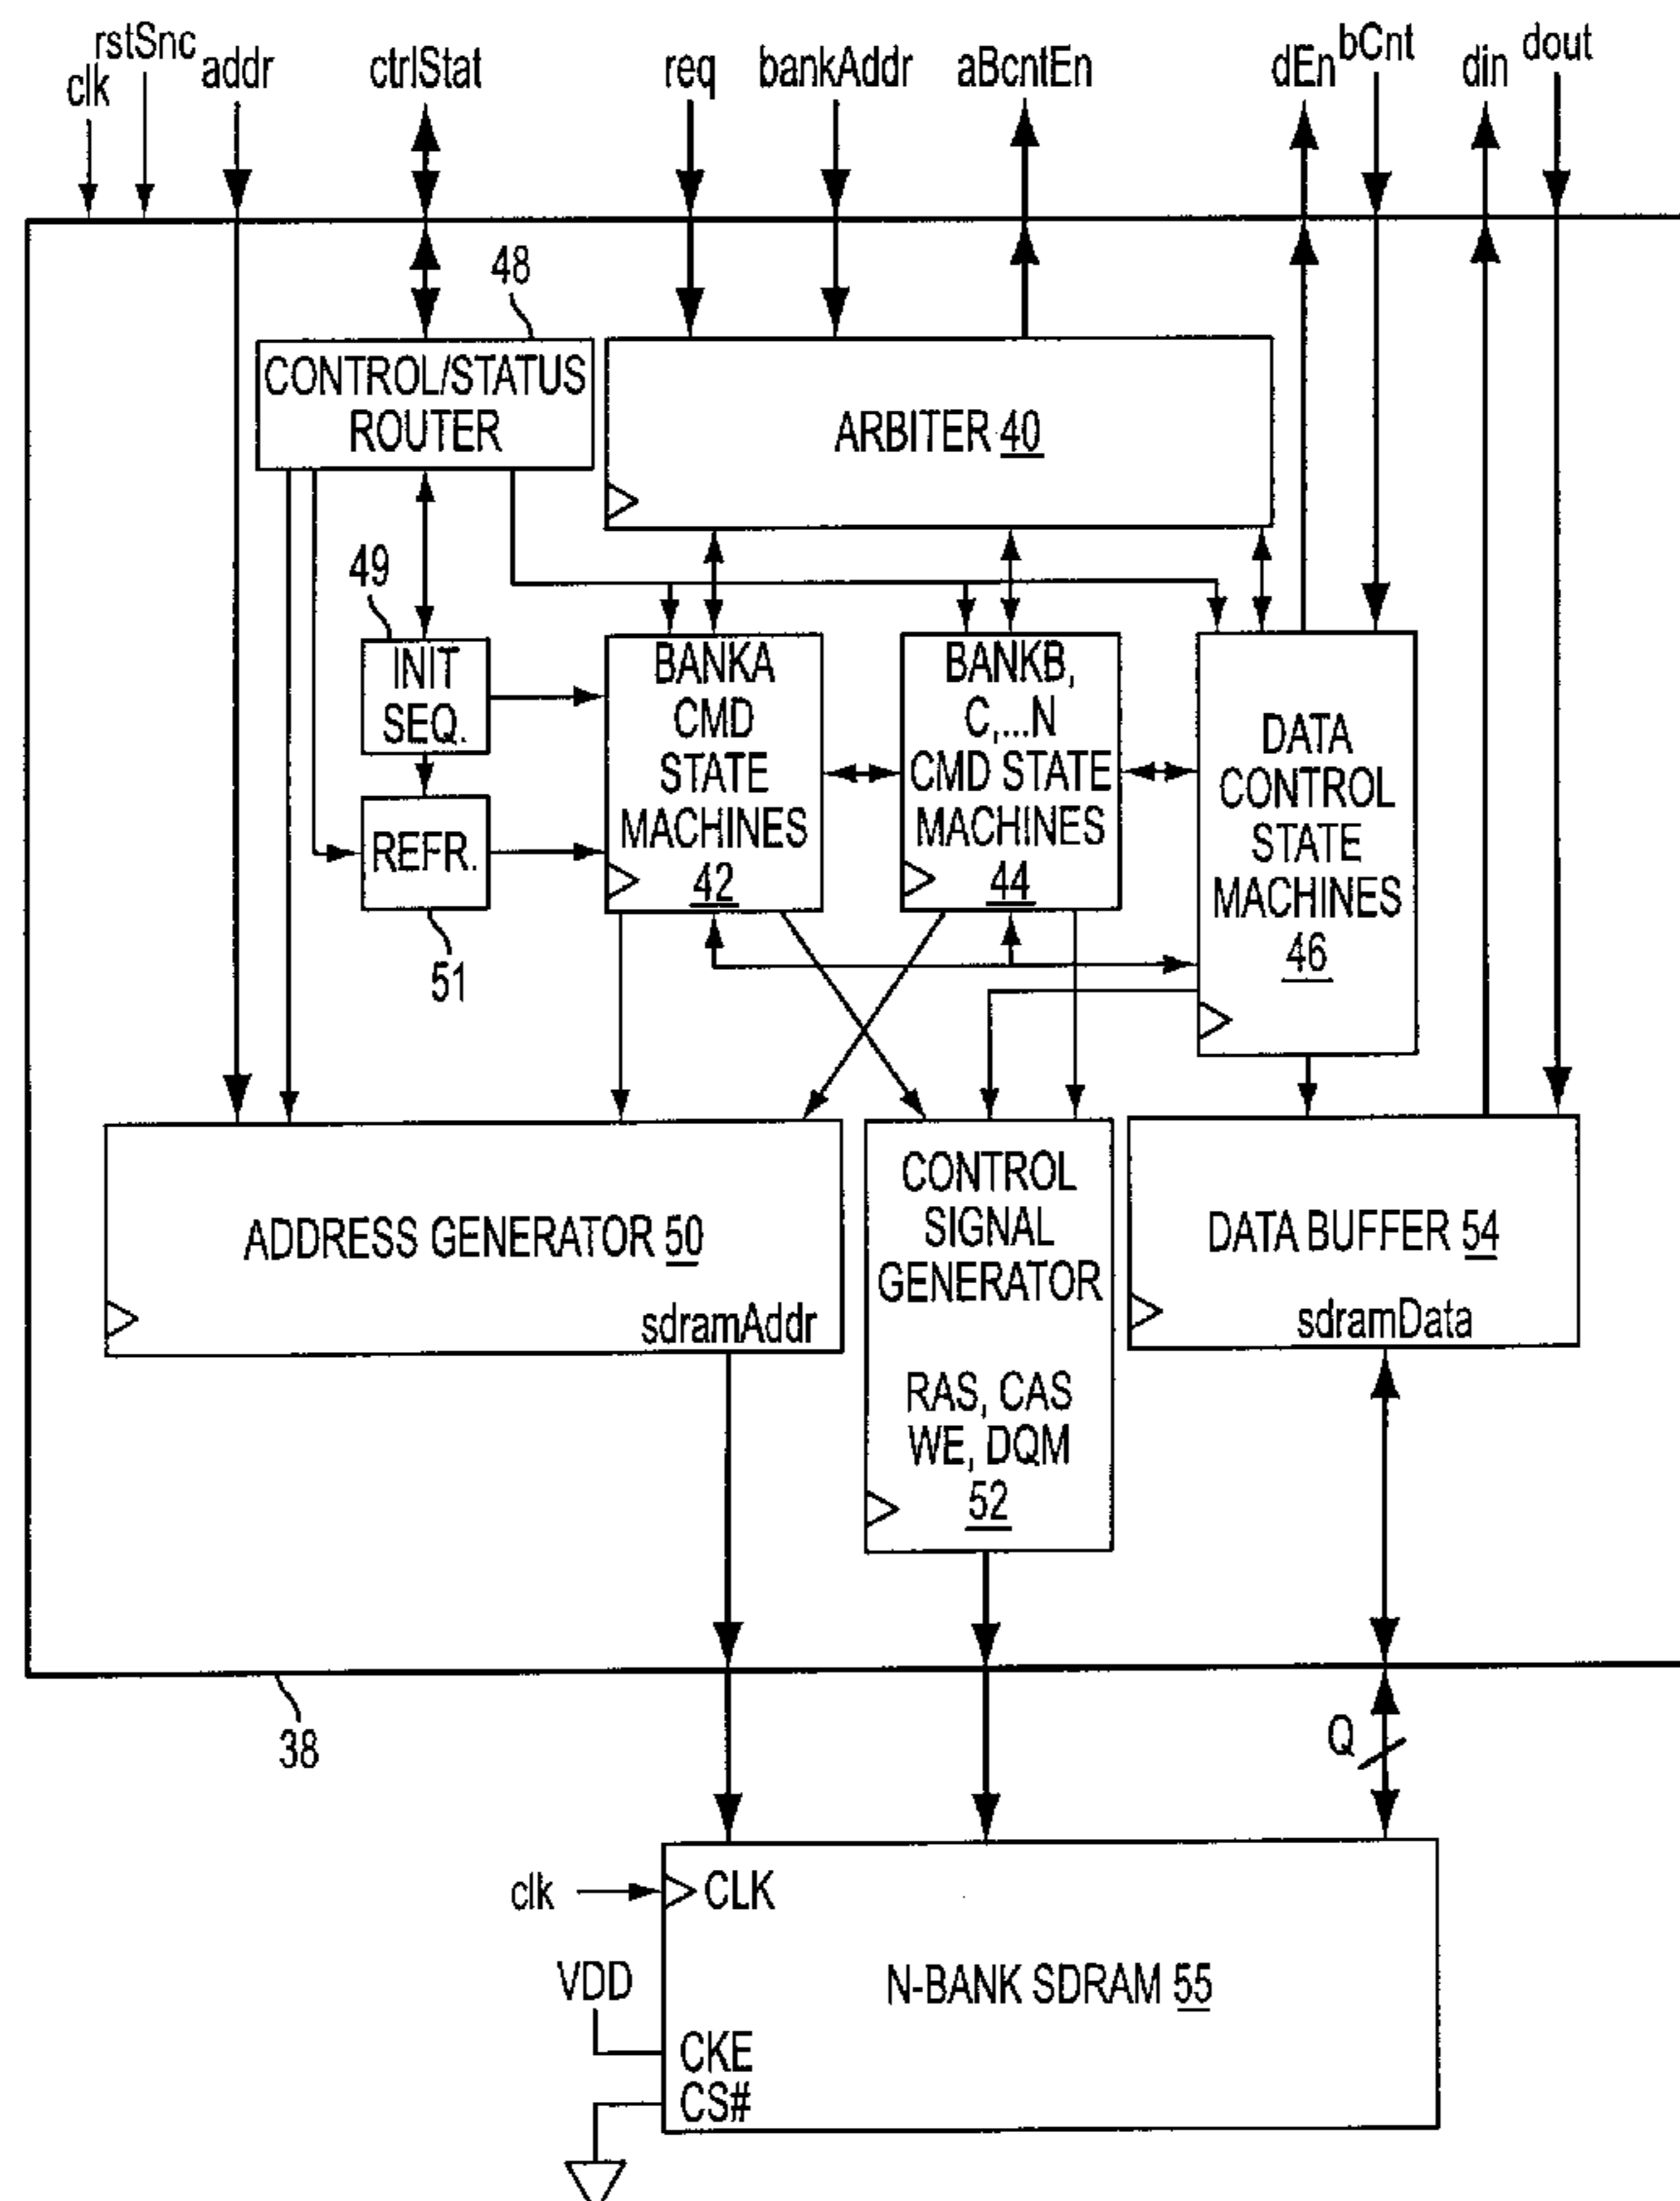 clk
rstSnc
addr
ctrlStat
req
bankAddr
aBcntEn
dEn
bCnt
din
dout
48
CONTROL/STATUS
ROUTER
ARBITER 40
49
INIT
SEQ.
REFR.
51
BANKA
CMD
STATE
MACHINES
42
BANKB,
C,...N
CMD STATE
MACHINES
44
DATA
CONTROL
STATE
MACHINES
46
ADDRESS GENERATOR 50
sdramAddr
CONTROL
SIGNAL
GENERATOR
RAS, CAS
WE, DQM
52
DATA BUFFER 54
sdramData
38
Q
clk
CLK
N-BANK SDRAM 55
VDD
CKE
CS#